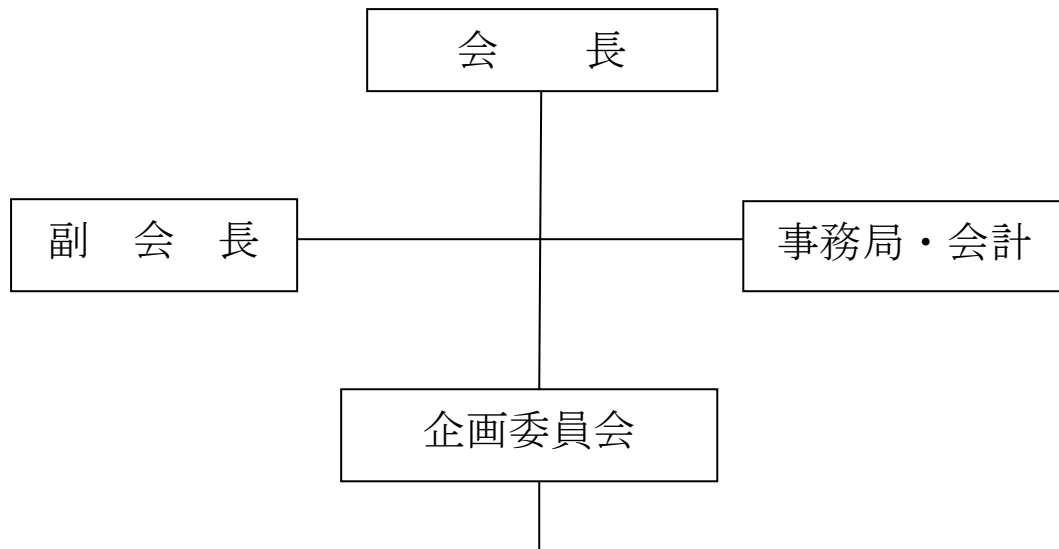 会　　長
副　会　長
事務局・会計
企画委員会